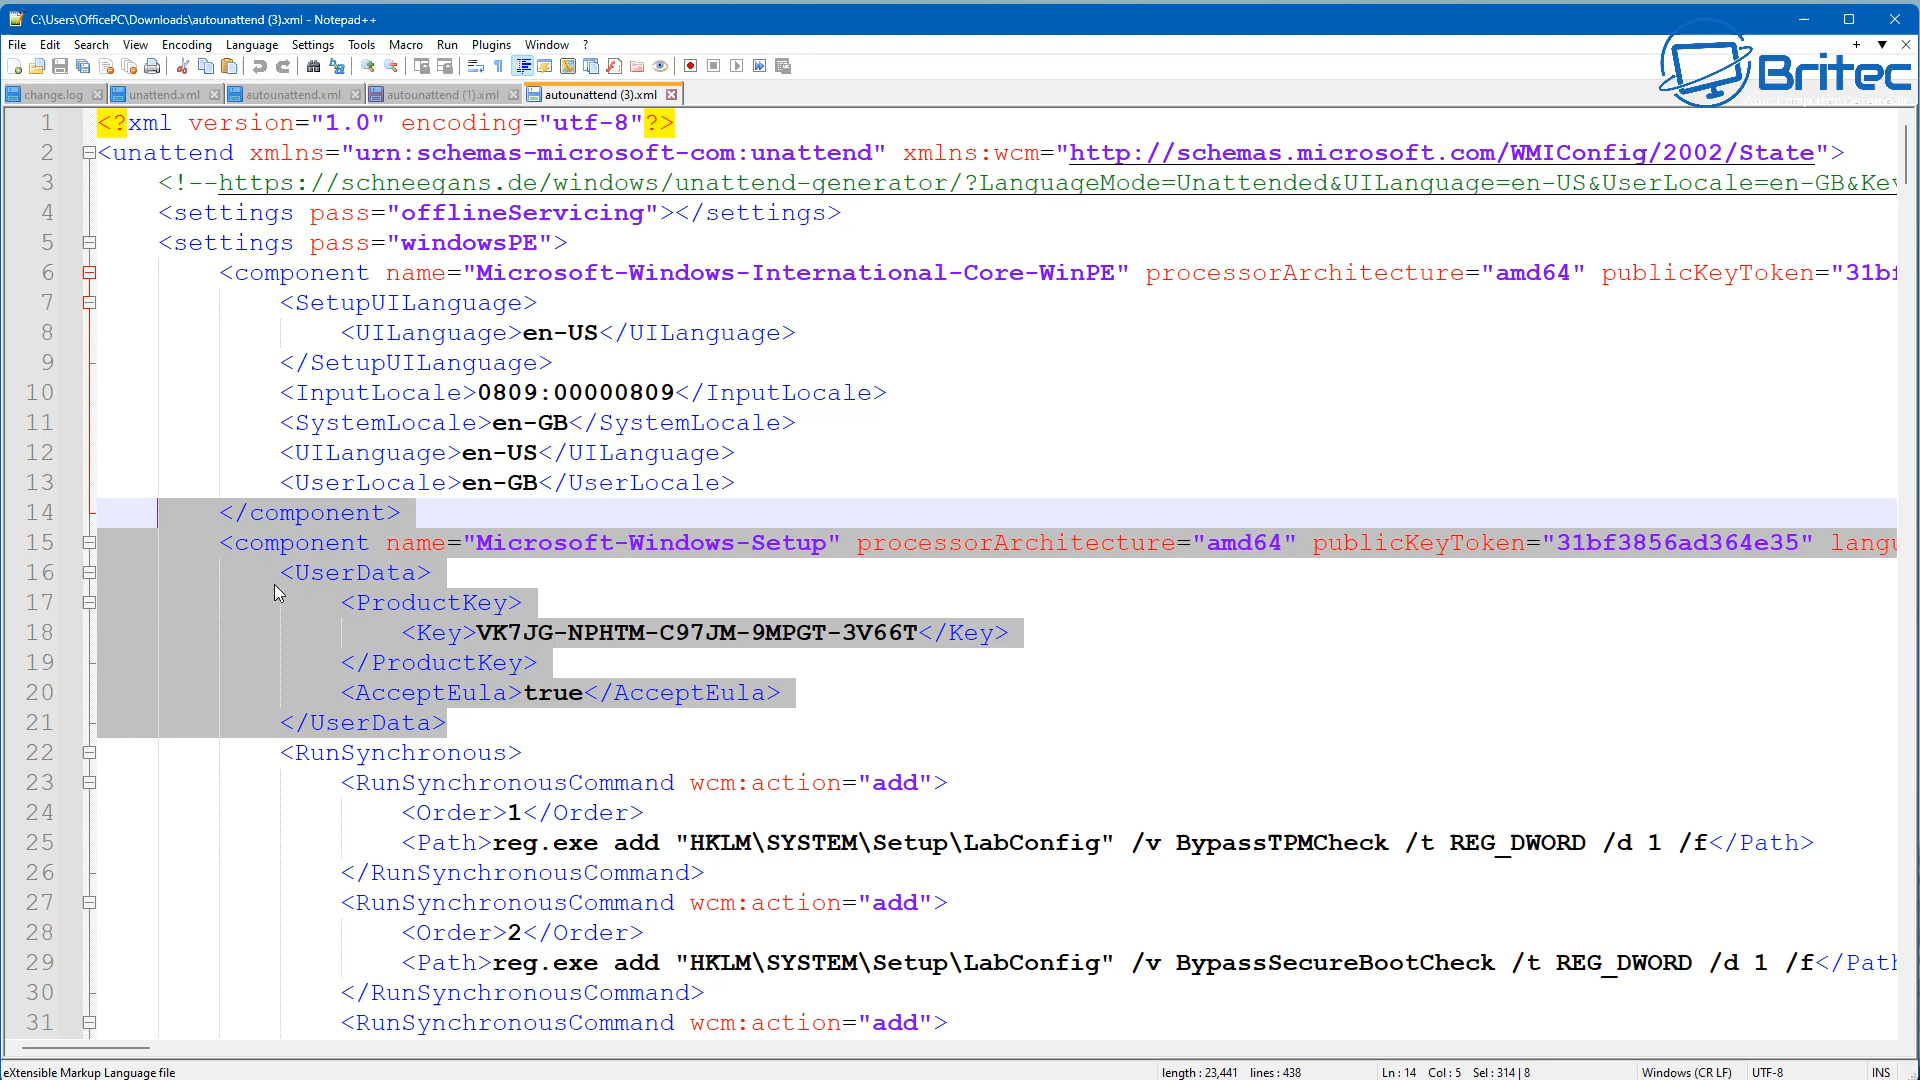 C:\Users\OfficePC\Downloads\autounattend (3).xml - Notepad++
File Edit Search View Encoding Language Settings Tools Macro Run Plugins Window ?
Britec
change.log unattend.xml autounattend.xml autounattend (1).xml autounattend (3).xml
1 <?xml version="1.0" encoding="utf-8"?>
2 <unattend xmlns="urn:schemas-microsoft-com:unattend" xmlns:wcm="http://schemas.microsoft.com/WMIConfig/2002/State">
3 <!--https://schneegans.de/windows/unattend-generator/?LanguageMode=Unattended&UILanguage=en-US&UserLocale=en-GB&Key
4 <settings pass="offlineServicing"></settings>
5 <settings pass="windowsPE">
6 <component name="Microsoft-Windows-International-Core-WinPE" processorArchitecture="amd64" publicKeyToken="31bf
7 <SetupUILanguage>
8 <UILanguage>en-US</UILanguage>
9 </SetupUILanguage>
10 <InputLocale>0809:00000809</InputLocale>
11 <SystemLocale>en-GB</SystemLocale>
12 <UILanguage>en-US</UILanguage>
13 <UserLocale>en-GB</UserLocale>
14 </component>
15 <component name="Microsoft-Windows-Setup" processorArchitecture="amd64" publicKeyToken="31bf3856ad364e35" langu
16 <UserData>
17 <ProductKey>
18 <Key>VK7JG-NPHTM-C97JM-9MPGT-3V66T</Key>
19 </ProductKey>
20 <AcceptEula>true</AcceptEula>
21 </UserData>
22 <RunSynchronous>
23 <RunSynchronousCommand wcm:action="add">
24 <Order>1</Order>
25 <Path>reg.exe add "HKLM\SYSTEM\Setup\LabConfig" /v BypassTPMCheck /t REG_DWORD /d 1 /f</Path>
26 </RunSynchronousCommand>
27 <RunSynchronousCommand wcm:action="add">
28 <Order>2</Order>
29 <Path>reg.exe add "HKLM\SYSTEM\Setup\LabConfig" /v BypassSecureBootCheck /t REG_DWORD /d 1 /f</Path
30 </RunSynchronousCommand>
31 <RunSynchronousCommand wcm:action="add">
eXtensible Markup Language file length : 23,441 lines : 438 Ln : 14 Col : 5 Sel : 314 | 8 Windows (CR LF) UTF-8 INS